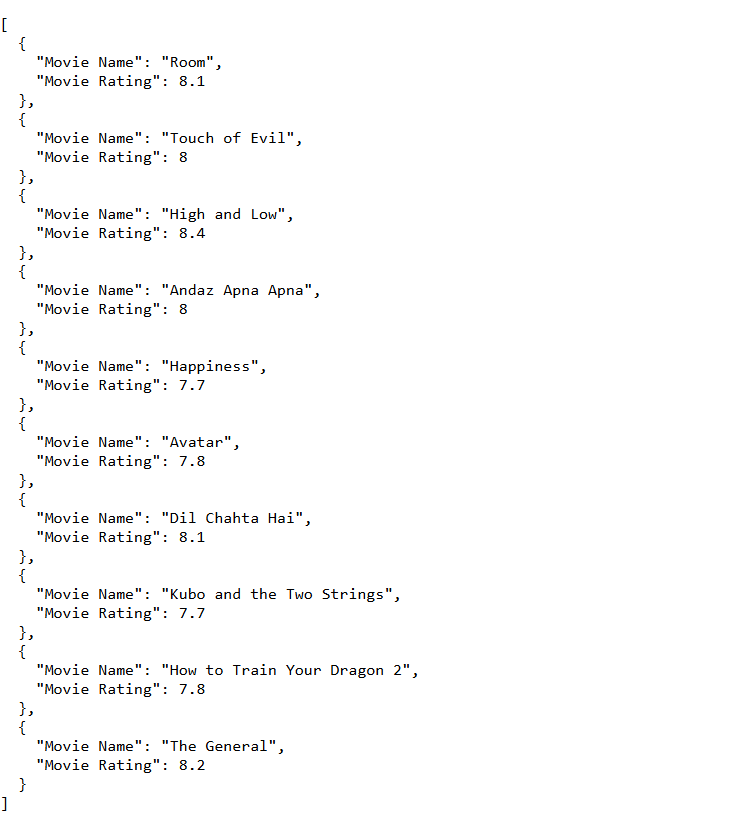 [
  {
    "Movie Name": "Room",
    "Movie Rating": 8.1
  },
  {
    "Movie Name": "Touch of Evil",
    "Movie Rating": 8
  },
  {
    "Movie Name": "High and Low",
    "Movie Rating": 8.4
  },
  {
    "Movie Name": "Andaz Apna Apna",
    "Movie Rating": 8
  },
  {
    "Movie Name": "Happiness",
    "Movie Rating": 7.7
  },
  {
    "Movie Name": "Avatar",
    "Movie Rating": 7.8
  },
  {
    "Movie Name": "Dil Chahta Hai",
    "Movie Rating": 8.1
  },
  {
    "Movie Name": "Kubo and the Two Strings",
    "Movie Rating": 7.7
  },
  {
    "Movie Name": "How to Train Your Dragon 2",
    "Movie Rating": 7.8
  },
  {
    "Movie Name": "The General",
    "Movie Rating": 8.2
  }
]